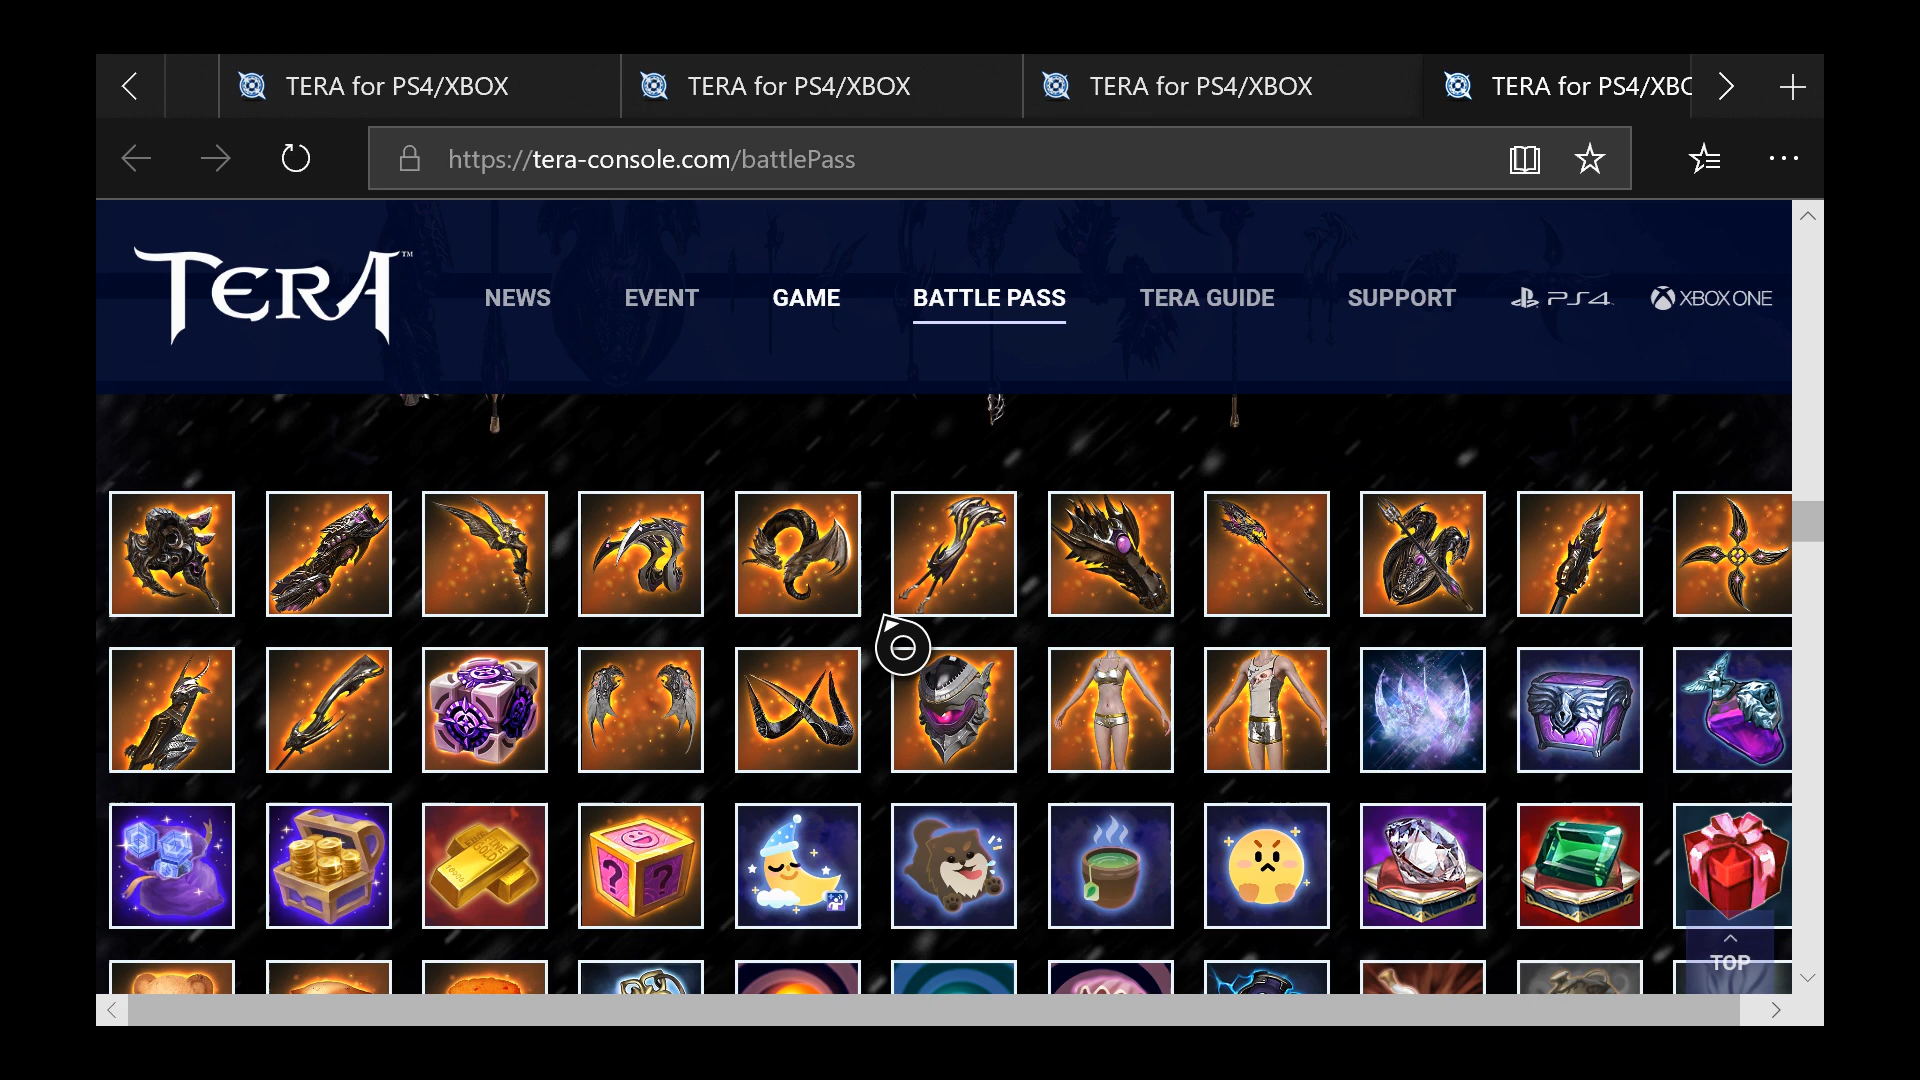 TERA for PS4/XBOX
TERA for PS4/XBOX
TERA for PS4/XBOX
TERA for PS4/XBC
https://tera-console.com/battlePass
TERA™
NEWS
EVENT
GAME
BATTLE PASS
TERA GUIDE
SUPPORT
PS4
XBOX ONE
?
?
TOP